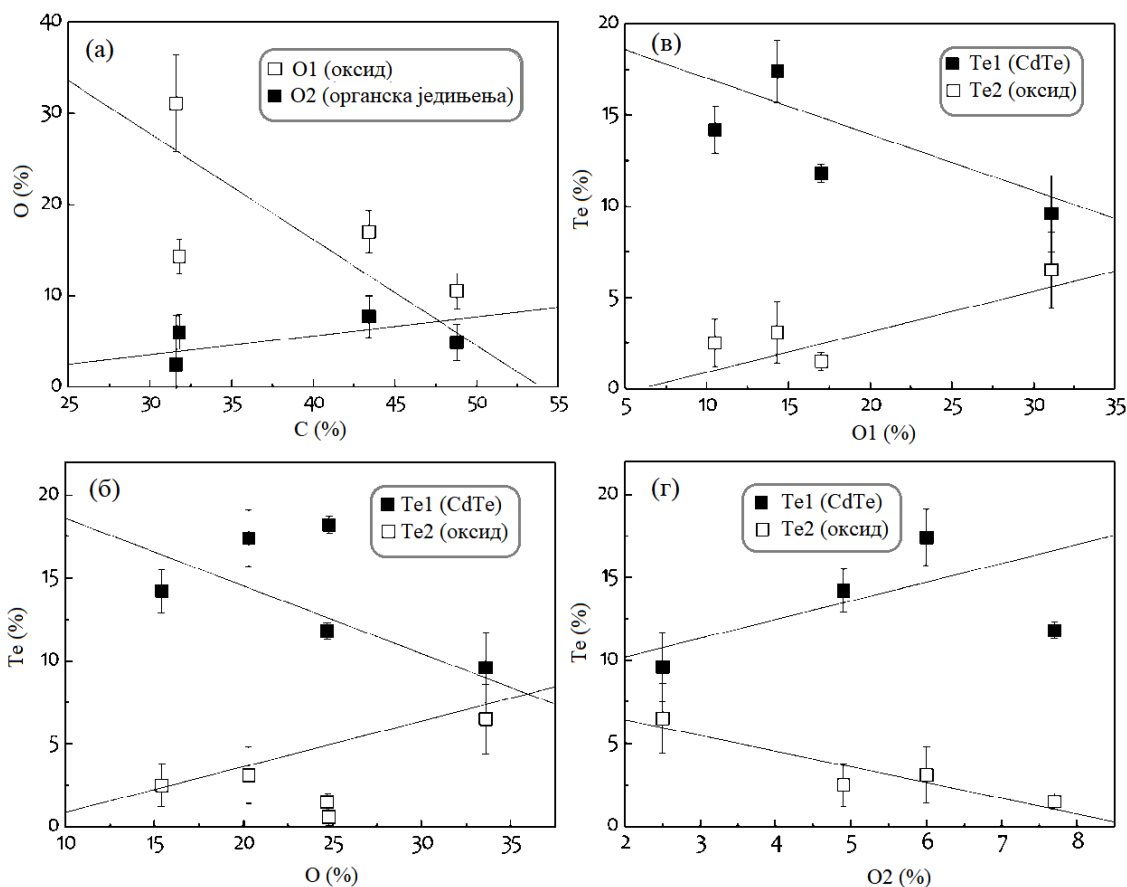 (а)
О1 (оксид)
О2 (органска једињења)
O (%)
40
30
20
10
0
25 30 35 40 45 50 55
C (%)
(в)
Te1 (CdTe)
Te2 (оксид)
Te (%)
20
15
10
5
0
5 10 15 20 25 30 35
O1 (%)
(б)
Te1 (CdTe)
Te2 (оксид)
Te (%)
20
15
10
5
0
10 15 20 25 30 35
O (%)
(г)
Te1 (CdTe)
Te2 (оксид)
Te (%)
20
15
10
5
0
2 3 4 5 6 7 8
O2 (%)